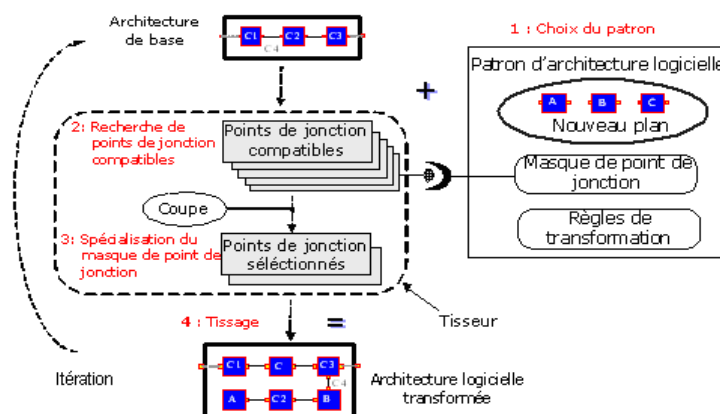 Architecture
de base
C1 C2 C3
C4
1 : Choix du patron
+
Patron d'architecture logicielle
A B C
Nouveau plan
2: Recherche de
points de jonction
compatibles
Points de jonction
compatibles
Masque de point de
jonction
Coupe
Règles de
transformation
3: Spécialisation du
masque de point de
jonction
Points de jonction
séléctionnés
4 : Tissage
=
Tisseur
Itération
C1 C C3
C4
A C2 B
Architecture logicielle
transformée